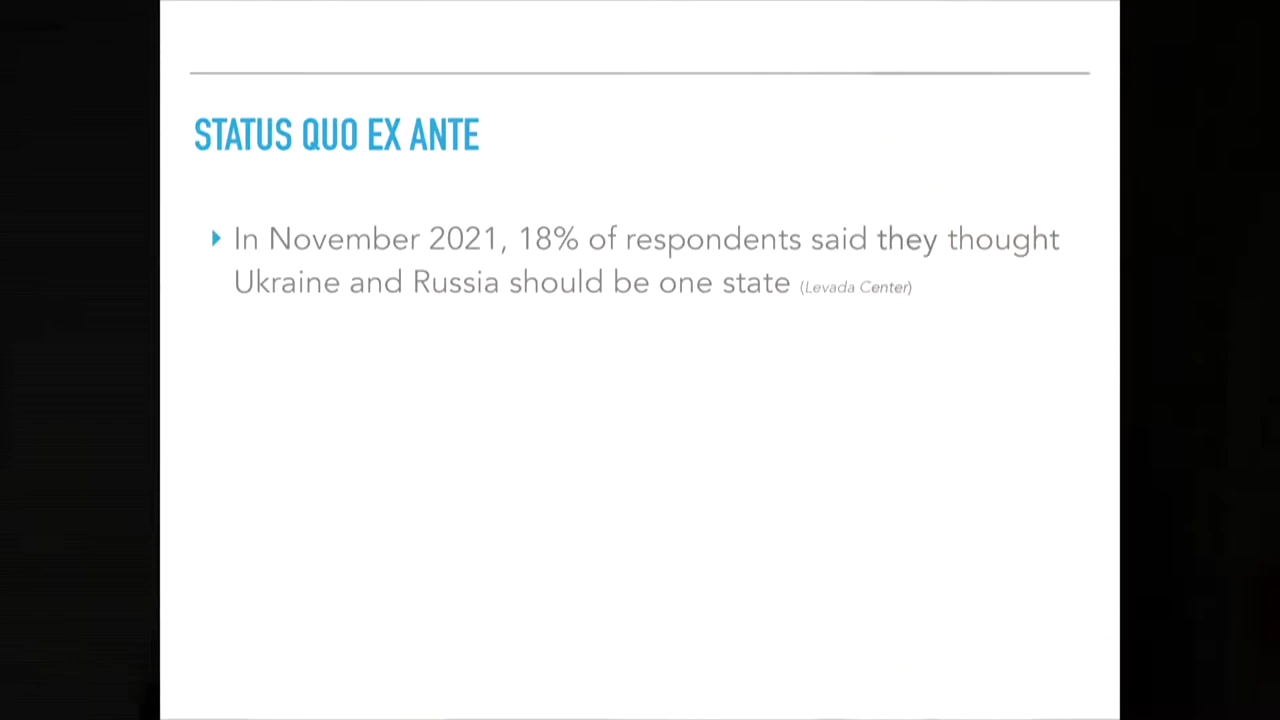 STATUS QUO EX ANTE
In November 2021, 18% of respondents said they thought
Ukraine and Russia should be one state (Levada Center)